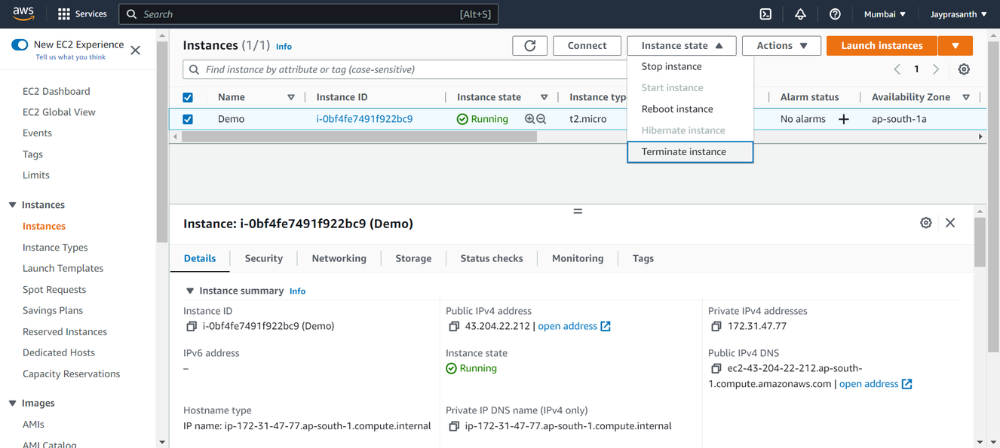 aws
Services
Search
[Alt+S]
Mumbai
Jayprasanth
New EC2 Experience
Tell us what you think
EC2 Dashboard
EC2 Global View
Events
Tags
Limits
Instances
Instances
Instance Types
Launch Templates
Spot Requests
Savings Plans
Reserved Instances
Dedicated Hosts
Capacity Reservations
Images
AMIs
AMI Catalog
Instances (1/1) Info
Connect
Instance state
Actions
Launch instances
Find instance by attribute or tag (case-sensitive)
1
Stop instance
Start instance
Reboot instance
Hibernate instance
Terminate instance
Name Instance ID Instance state Instance type Alarm status Availability Zone
Demo i-0bf4fe7491f922bc9 Running t2.micro No alarms ap-south-1a
Instance: i-0bf4fe7491f922bc9 (Demo)
Details Security Networking Storage Status checks Monitoring Tags
Instance summary Info
Instance ID
i-0bf4fe7491f922bc9 (Demo)
Public IPv4 address
43.204.22.212 | open address
Private IPv4 addresses
172.31.47.77
IPv6 address
–
Instance state
Running
Public IPv4 DNS
ec2-43-204-22-212.ap-south-
1.compute.amazonaws.com | open address
Hostname type
IP name: ip-172-31-47-77.ap-south-1.compute.internal
Private IP DNS name (IPv4 only)
ip-172-31-47-77.ap-south-1.compute.internal